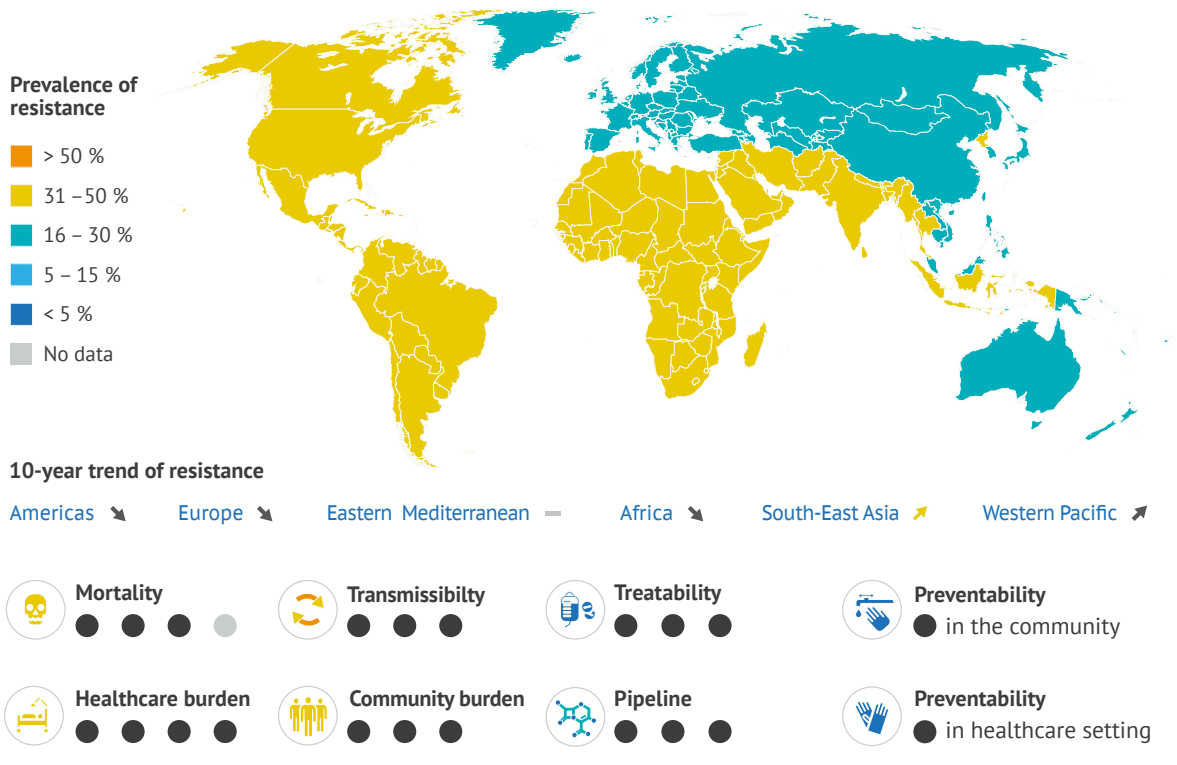 Prevalence of
resistance
> 50 %
31 –50 %
16 – 30 %
5 – 15 %
< 5 %
No data
10-year trend of resistance
Americas
Europe
Eastern Mediterranean
Africa
South-East Asia
Western Pacific
Mortality
Transmissibilty
Treatability
Preventability
in the community
Healthcare burden
Community burden
Pipeline
Preventability
in healthcare setting